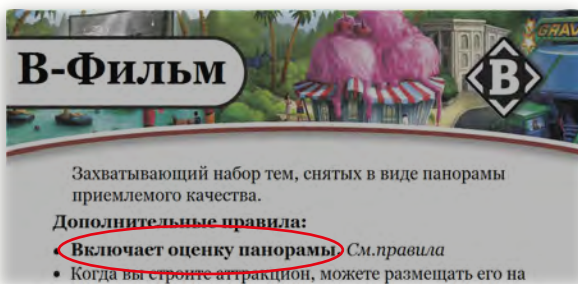 GRAV
В-Фильм
B
Захватывающий набор тем, снятых в виде панорамы
приемлемого качества.
Дополнительные правила:
• Включает оценку панорамы. См.правила
• Когда вы строите аттракцион, можете размещать его на